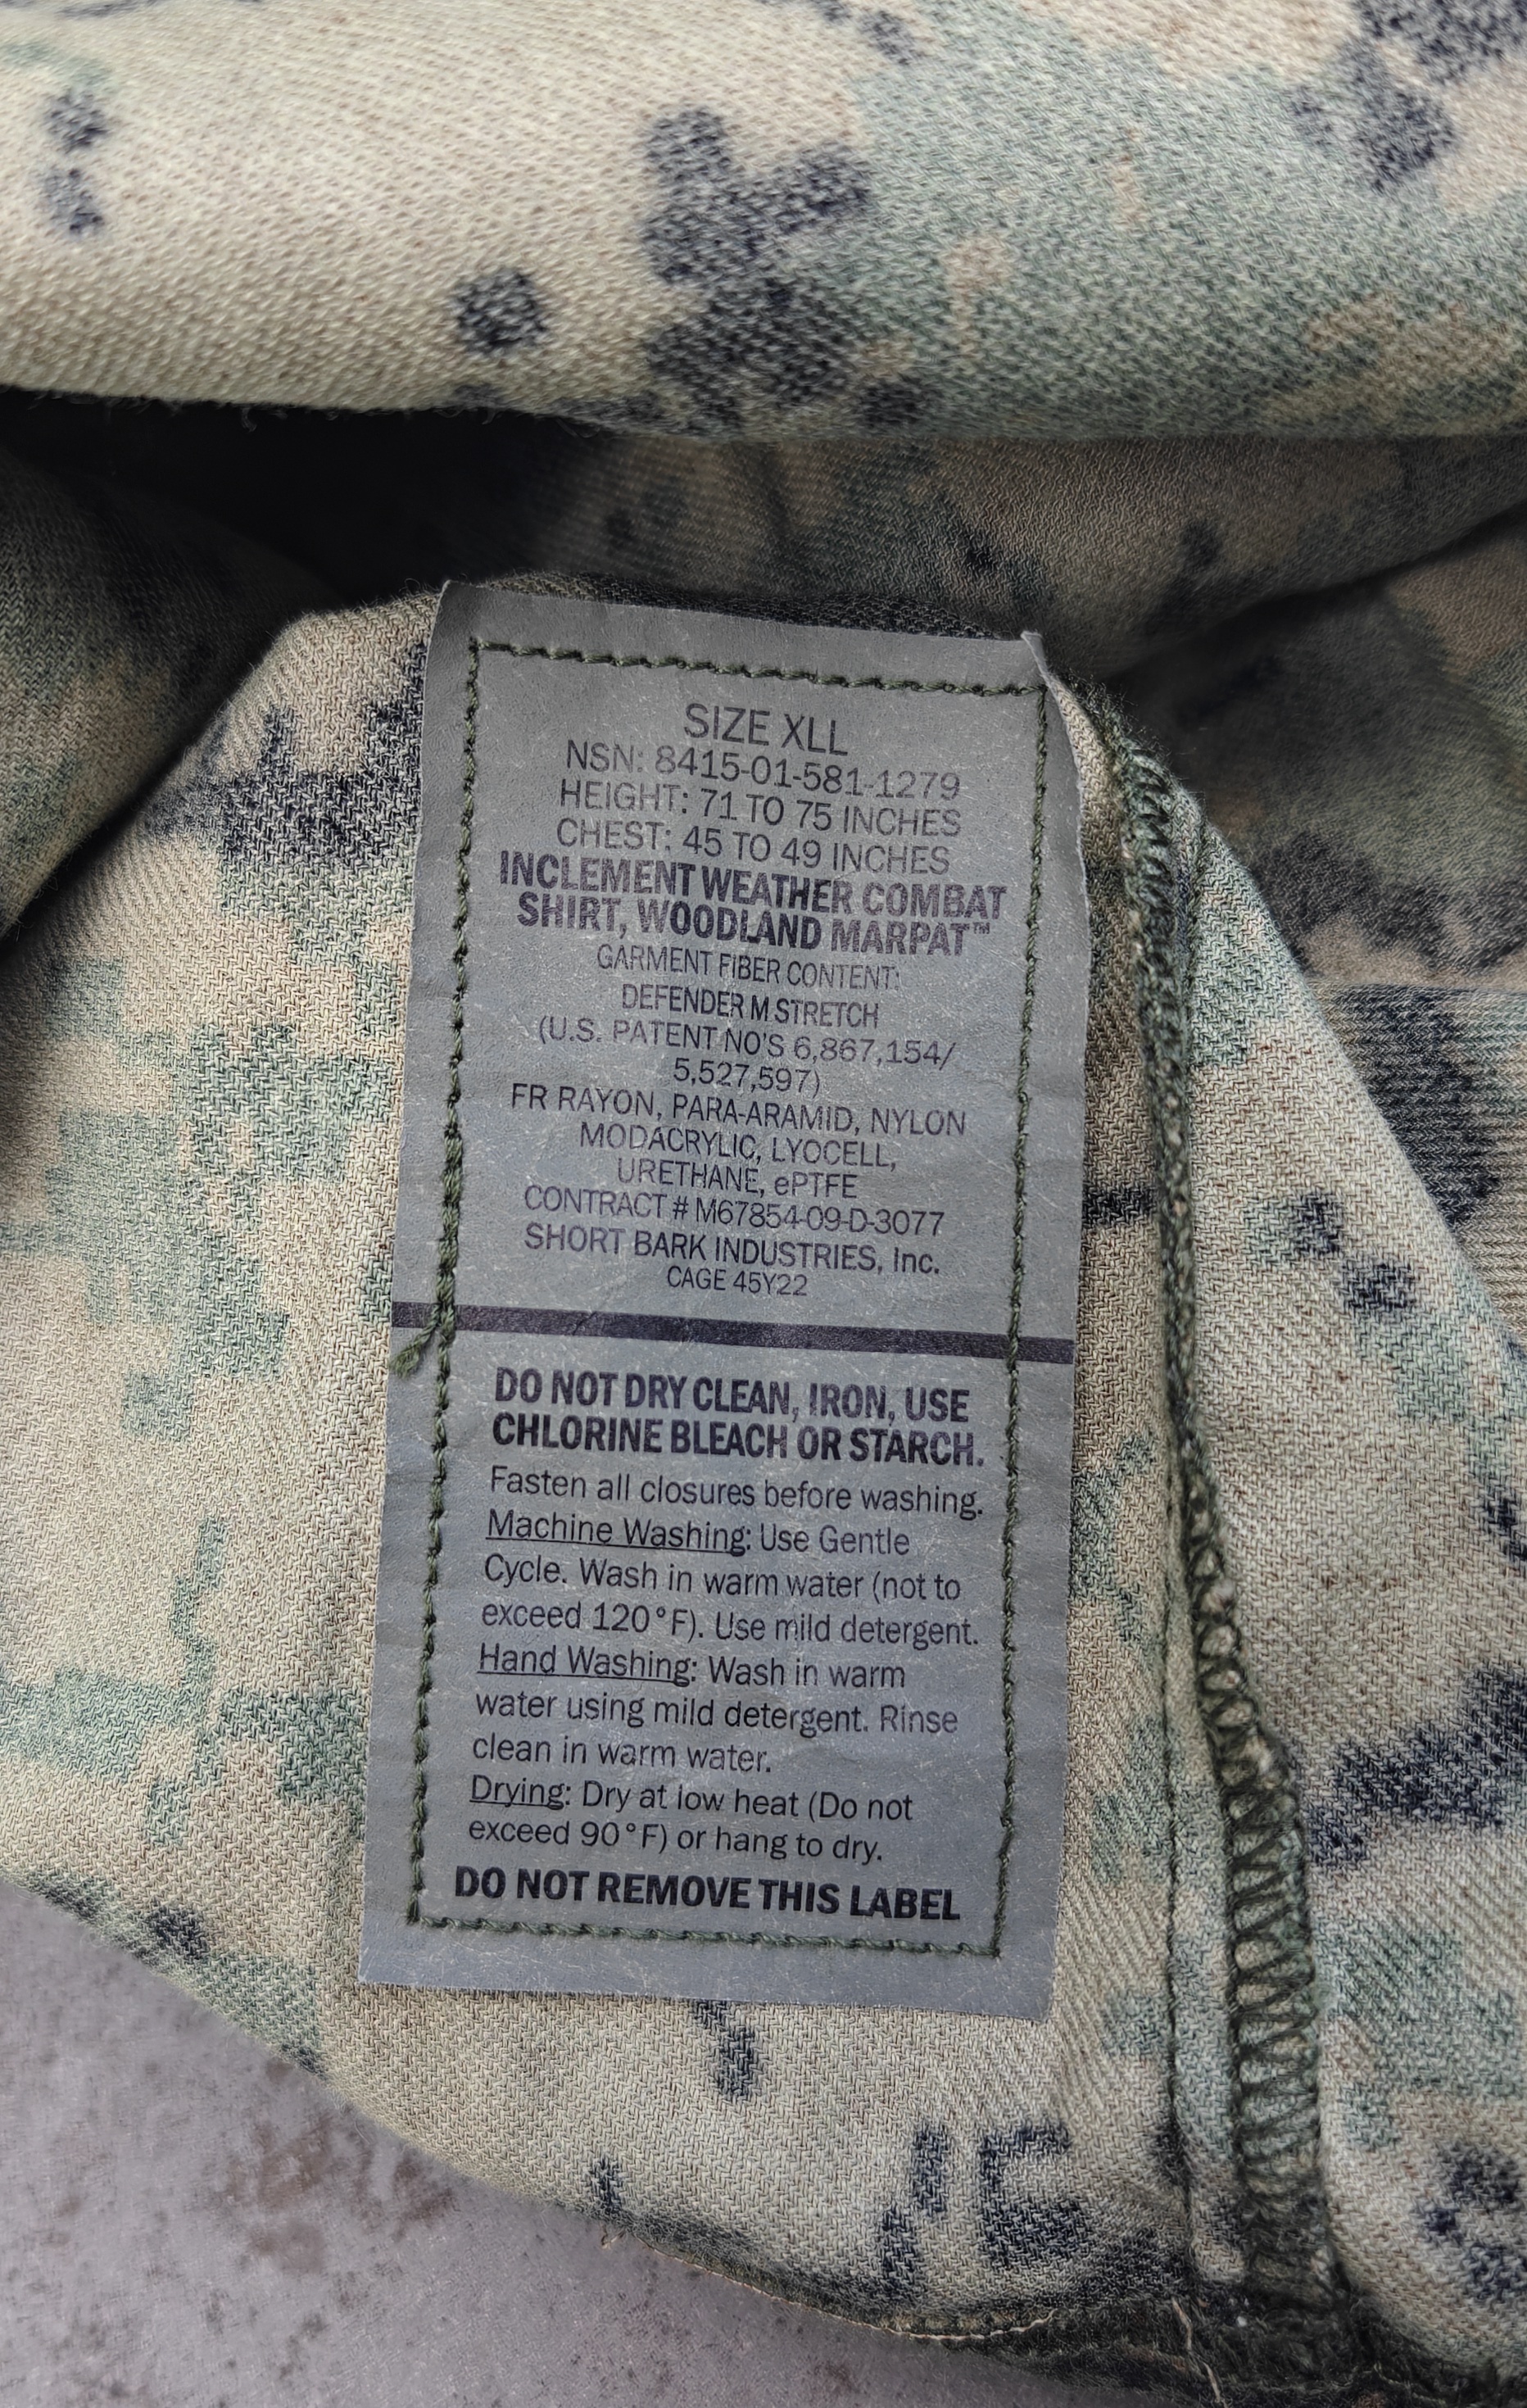 SIZE XLL
NSN: 8415-01-581-1279
HEIGHT: 71 TO 75 INCHES
CHEST: 45 TO 49 INCHES
INCLEMENT WEATHER COMBAT
SHIRT, WOODLAND MARPAT™
GARMENT FIBER CONTENT:
DEFENDER M STRETCH
(U.S. PATENT NO'S 6,867,154/
5,527,597)
FR RAYON, PARA-ARAMID, NYLON
MODACRYLIC, LYOCELL,
URETHANE, ePTFE
CONTRACT # M67854-09-D-3077
SHORT BARK INDUSTRIES, Inc.
CAGE 45Y22
DO NOT DRY CLEAN, IRON, USE
CHLORINE BLEACH OR STARCH.
Fasten all closures before washing.
Machine Washing: Use Gentle
Cycle. Wash in warm water (not to
exceed 120°F). Use mild detergent.
Hand Washing: Wash in warm
water using mild detergent. Rinse
clean in warm water.
Drying: Dry at low heat (Do not
exceed 90°F) or hang to dry.
DO NOT REMOVE THIS LABEL